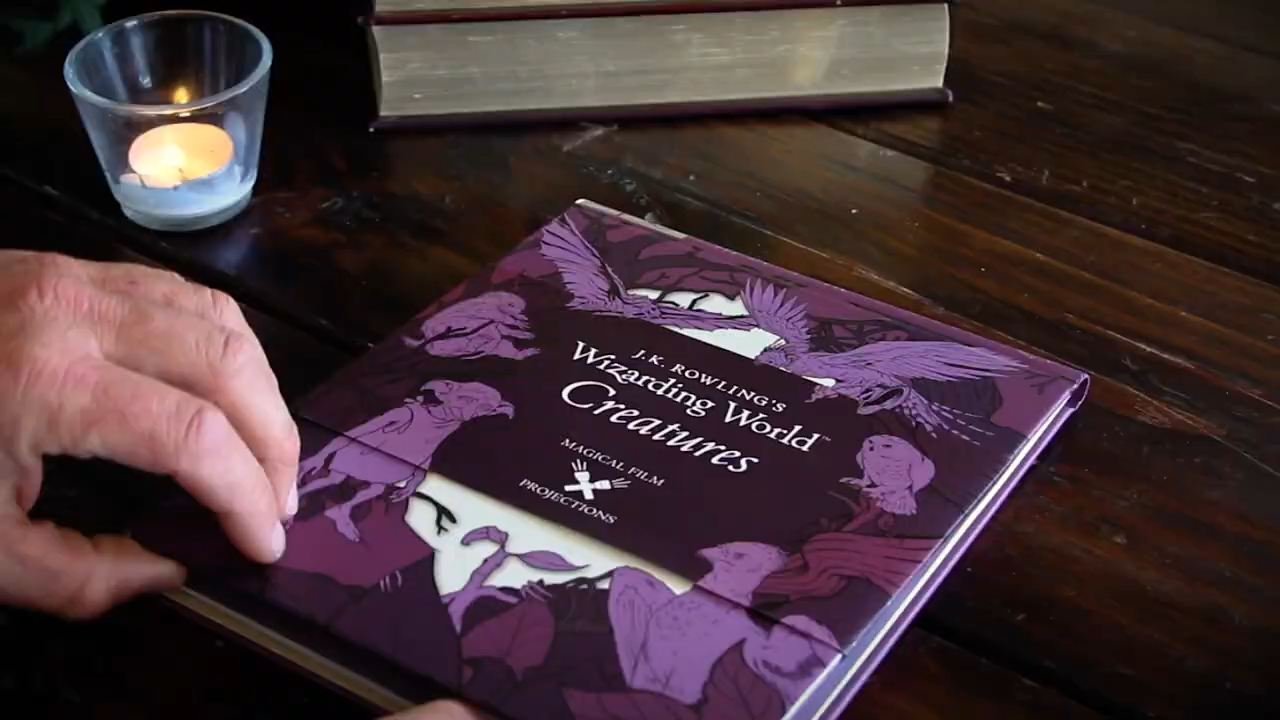 J.K. ROWLING'S
Wizarding World™
Creatures
MAGICAL FILM
PROJECTIONS